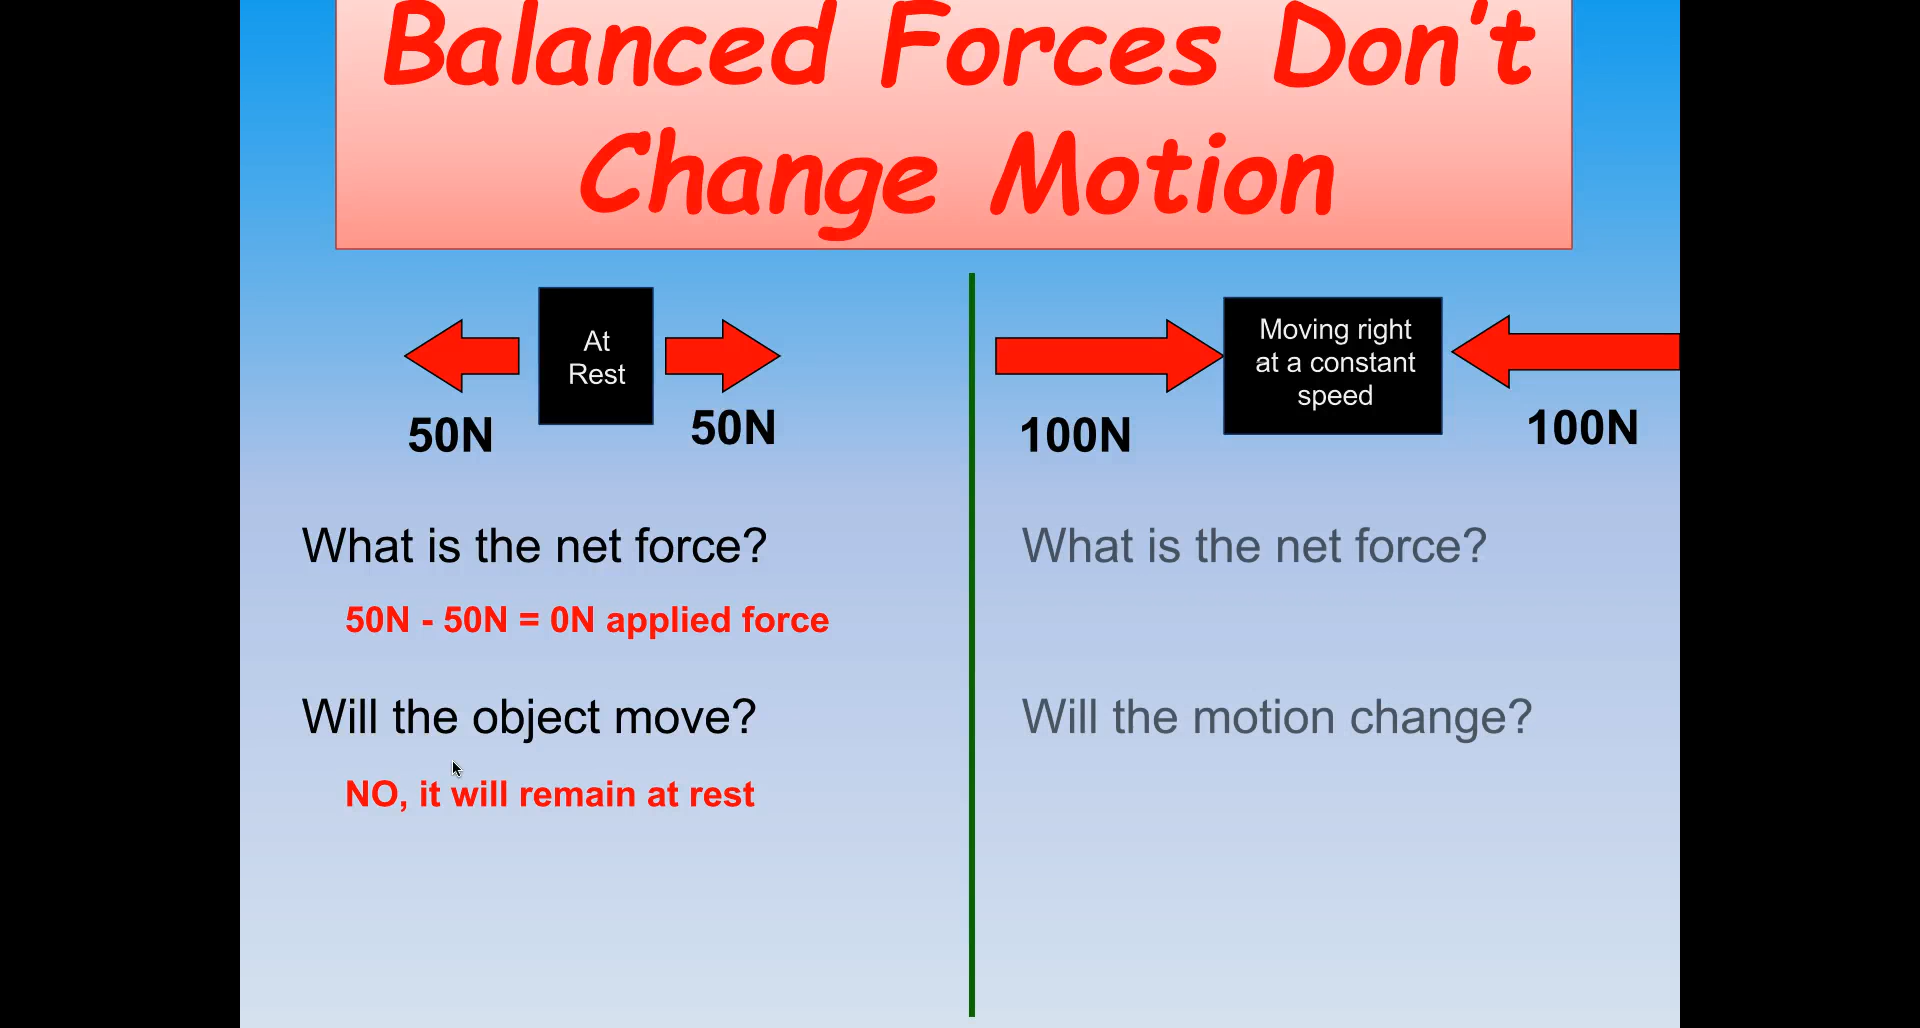 Balanced Forces Don't
Change Motion
At
Rest
50N
50N
What is the net force?
50N - 50N = 0N applied force
Will the object move?
NO, it will remain at rest
Moving right
at a constant
speed
100N
100N
What is the net force?
Will the motion change?